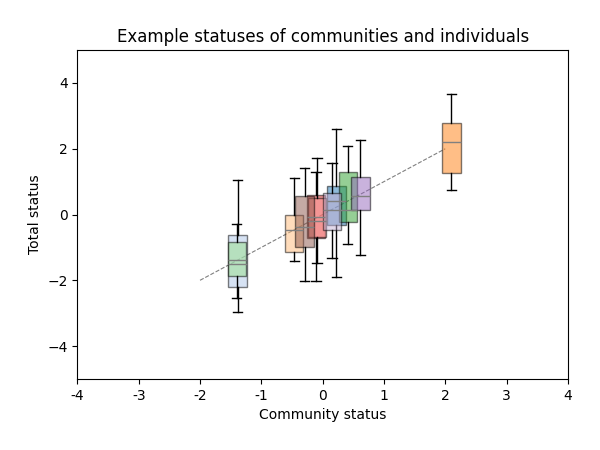 Example statuses of communities and individuals
4
2
0
−2
−4
Total status
-4 -3 -2 -1 0 1 2 3 4
Community status